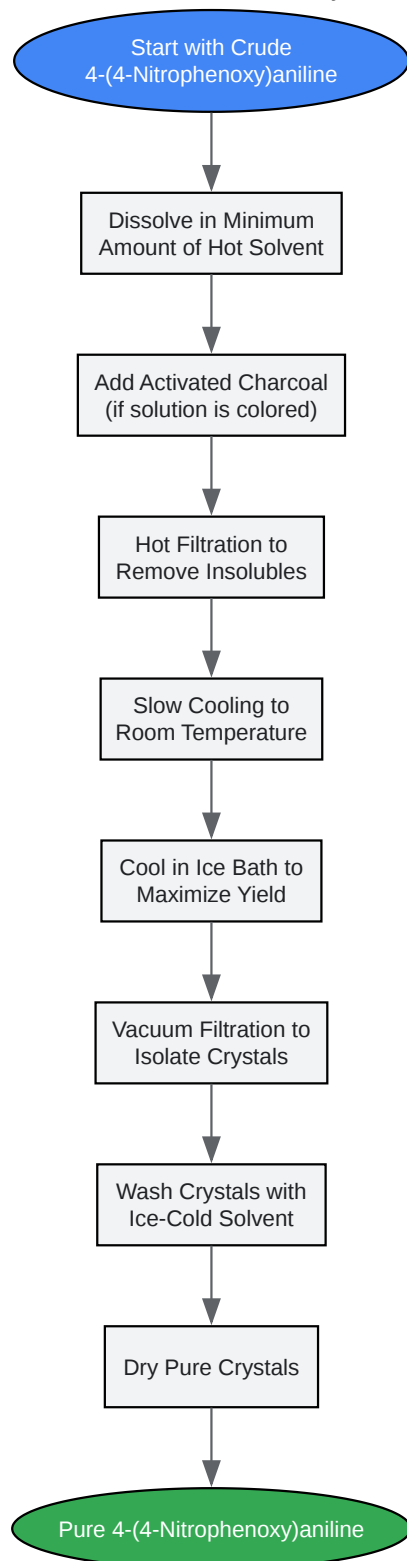 Start with Crude
4-(4-Nitrophenoxy)aniline
Dissolve in Minimum
Amount of Hot Solvent
Add Activated Charcoal
(if solution is colored)
Hot Filtration to
Remove Insolubles
Slow Cooling to
Room Temperature
Cool in Ice Bath to
Maximize Yield
Vacuum Filtration to
Isolate Crystals
Wash Crystals with
Ice-Cold Solvent
Dry Pure Crystals
Pure 4-(4-Nitrophenoxy)aniline